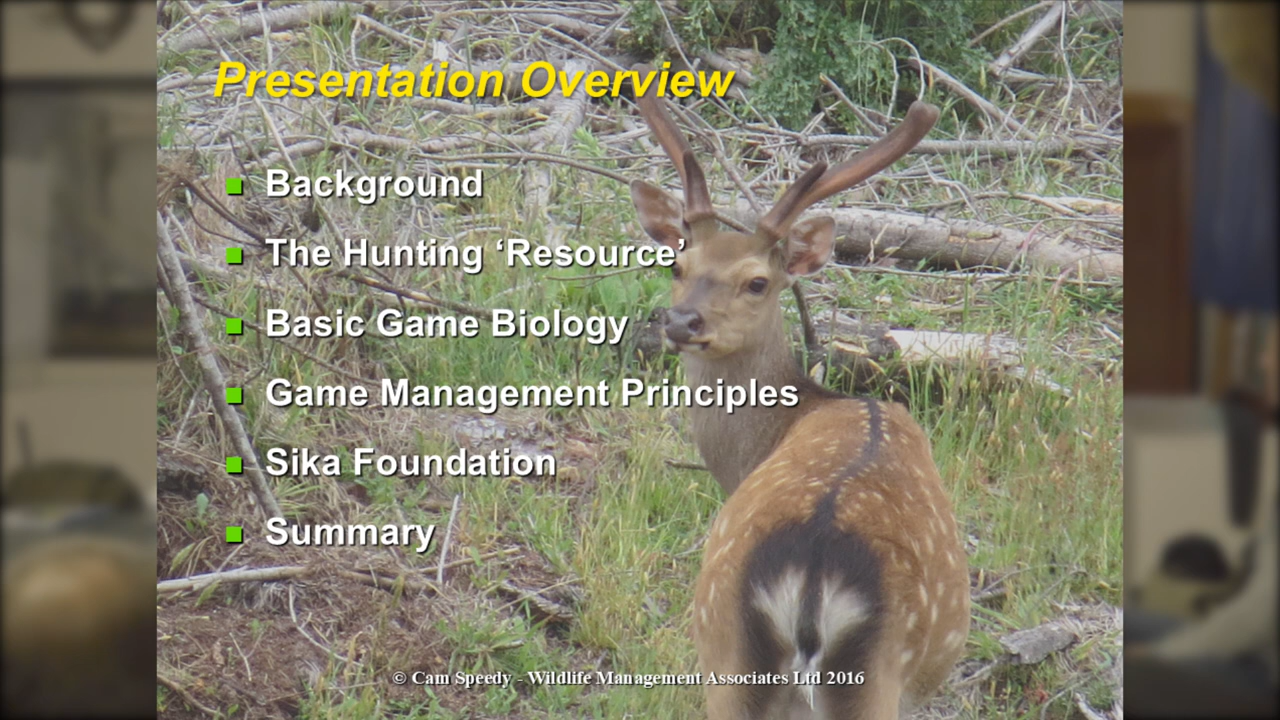 Presentation Overview
Background
The Hunting ‘Resource’
Basic Game Biology
Game Management Principles
Sika Foundation
Summary
© Cam Speedy - Wildlife Management Associates Ltd 2016